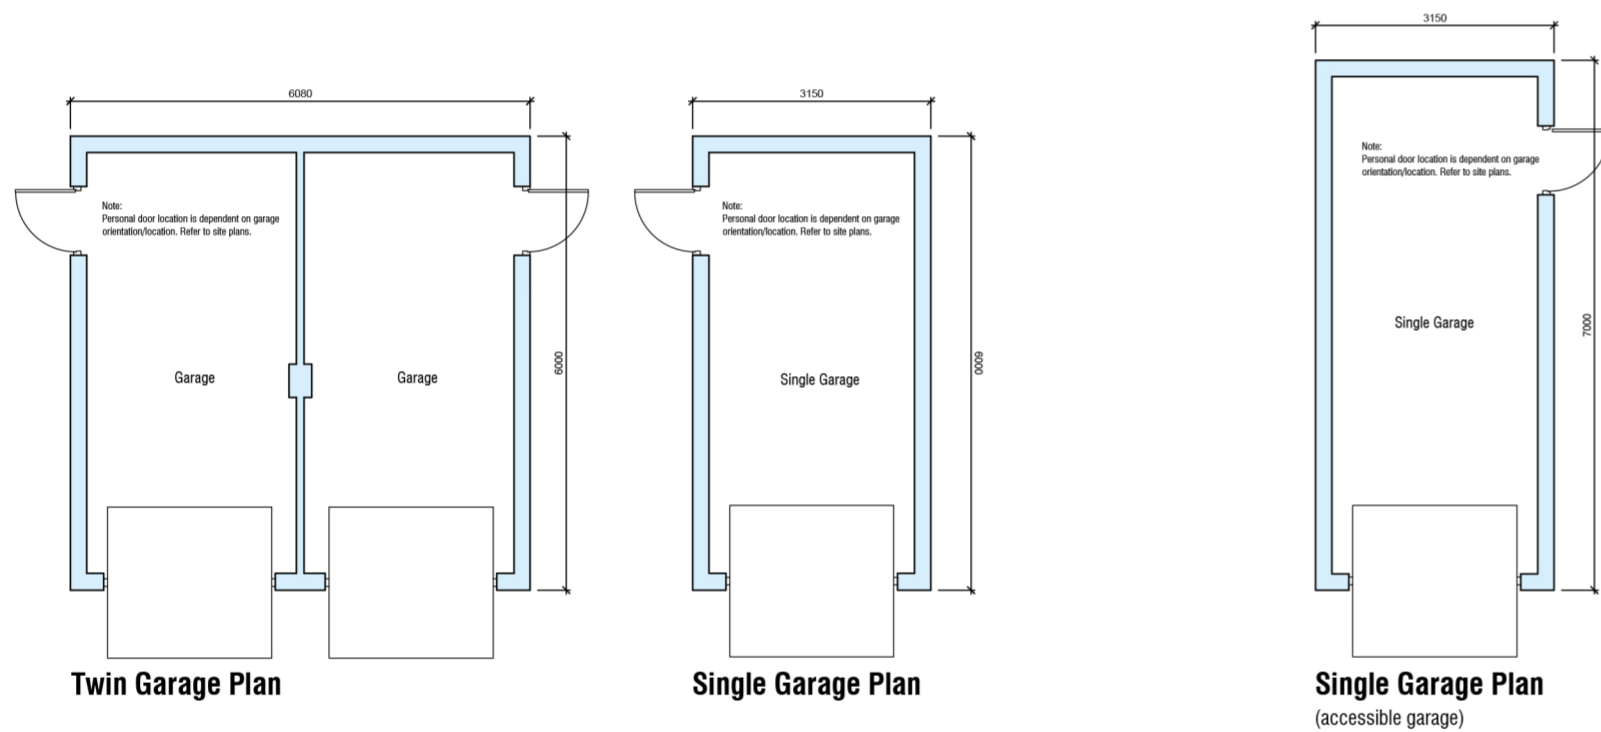 6080
6000
Note:
Personal door location is dependent on garage
orientation/location. Refer to site plans.
Garage
Garage
Twin Garage Plan
3150
6000
Note:
Personal door location is dependent on garage
orientation/location. Refer to site plans.
Single Garage
Single Garage Plan
3150
7000
Note:
Personal door location is dependent on garage
orientation/location. Refer to site plans.
Single Garage
Single Garage Plan
(accessible garage)